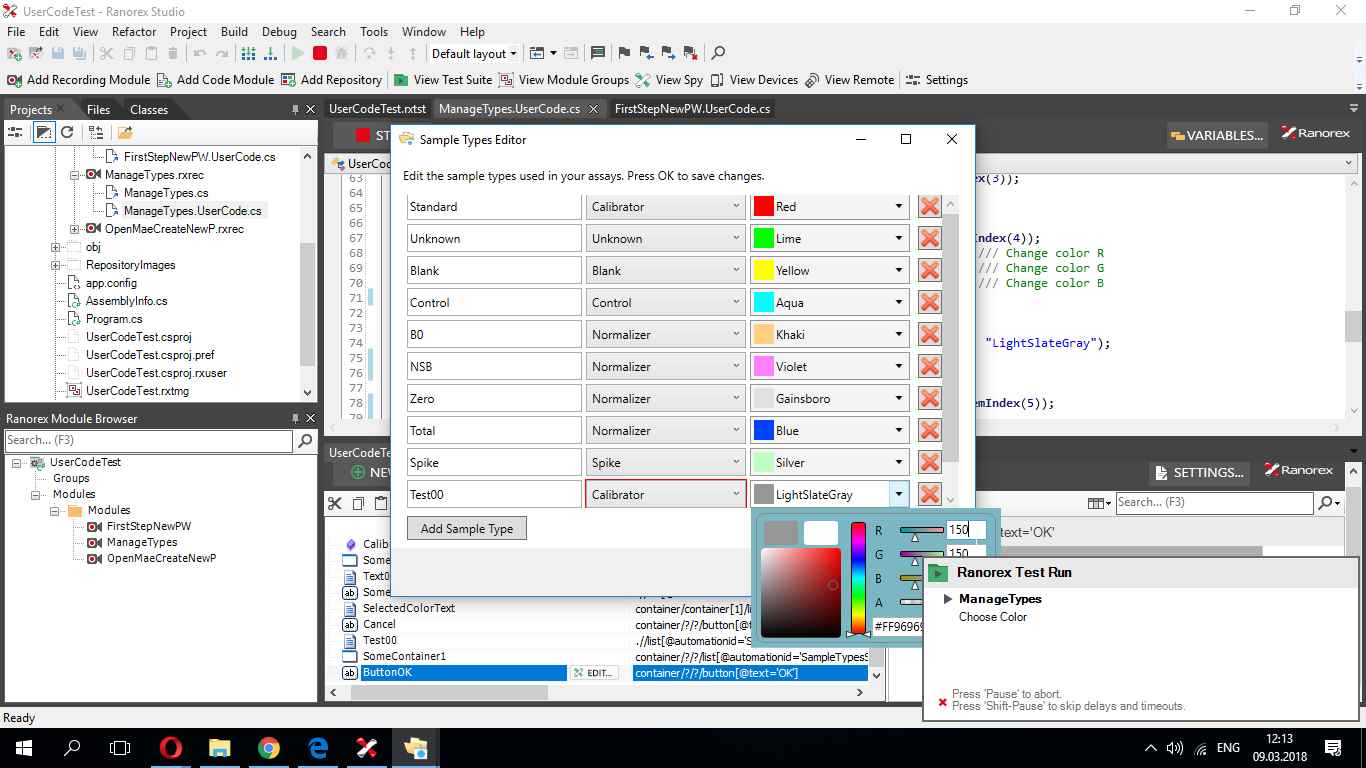 UserCodeTest - Ranorex Studio
File Edit View Refactor Project Build Debug Search Tools Window Help
Default layout
Add Recording Module Add Code Module Add Repository View Test Suite View Module Groups View Spy View Devices View Remote Settings
Projects Files Classes
UserCodeTest.rxtst ManageTypes.UserCode.cs FirstStepNewPW.UserCode.cs
VARIABLES... Ranorex
FirstStepNewPW.UserCode.cs
ManageTypes.rxrec
ManageTypes.cs
ManageTypes.UserCode.cs
OpenMaeCreateNewP.rxrec
obj
RepositoryImages
app.config
AssemblyInfo.cs
Program.cs
UserCodeTest.csproj
UserCodeTest.csproj.pref
UserCodeTest.csproj.rxuser
UserCodeTest.rxtmg
Ranorex Module Browser
Search... (F3)
UserCodeTest
Groups
Modules
Modules
FirstStepNewPW
ManageTypes
OpenMaeCreateNewP
63
64
65
66
67
68
69
70
71
72
73
74
75
76
77
78
79
Sample Types Editor
Edit the sample types used in your assays. Press OK to save changes.
Standard Calibrator Red
Unknown Unknown Lime
Blank Blank Yellow
Control Control Aqua
B0 Normalizer Khaki
NSB Normalizer Violet
Zero Normalizer Gainsboro
Total Normalizer Blue
Spike Spike Silver
Test00 Calibrator LightSlateGray
Add Sample Type
ex(3));
Index(4));
/// Change color R
/// Change color G
/// Change color B
"LightSlateGray");
emIndex(5));
R 150
G 150
B
A
#FF9696
SETTINGS... Ranorex
Search... (F3)
text='OK'
SelectedColorText container/container[1]/li
Cancel container/?/?/button[@t
Test00 .//list[@automationid='S
SomeContainer1 container/?/?/list[@automationid='SampleTypesS
ButtonOK EDIT... container/?/?/button[@text='OK']
Ranorex Test Run
ManageTypes
Choose Color
Press 'Pause' to abort.
Press 'Shift-Pause' to skip delays and timeouts.
Ready
ENG
12:13
09.03.2018